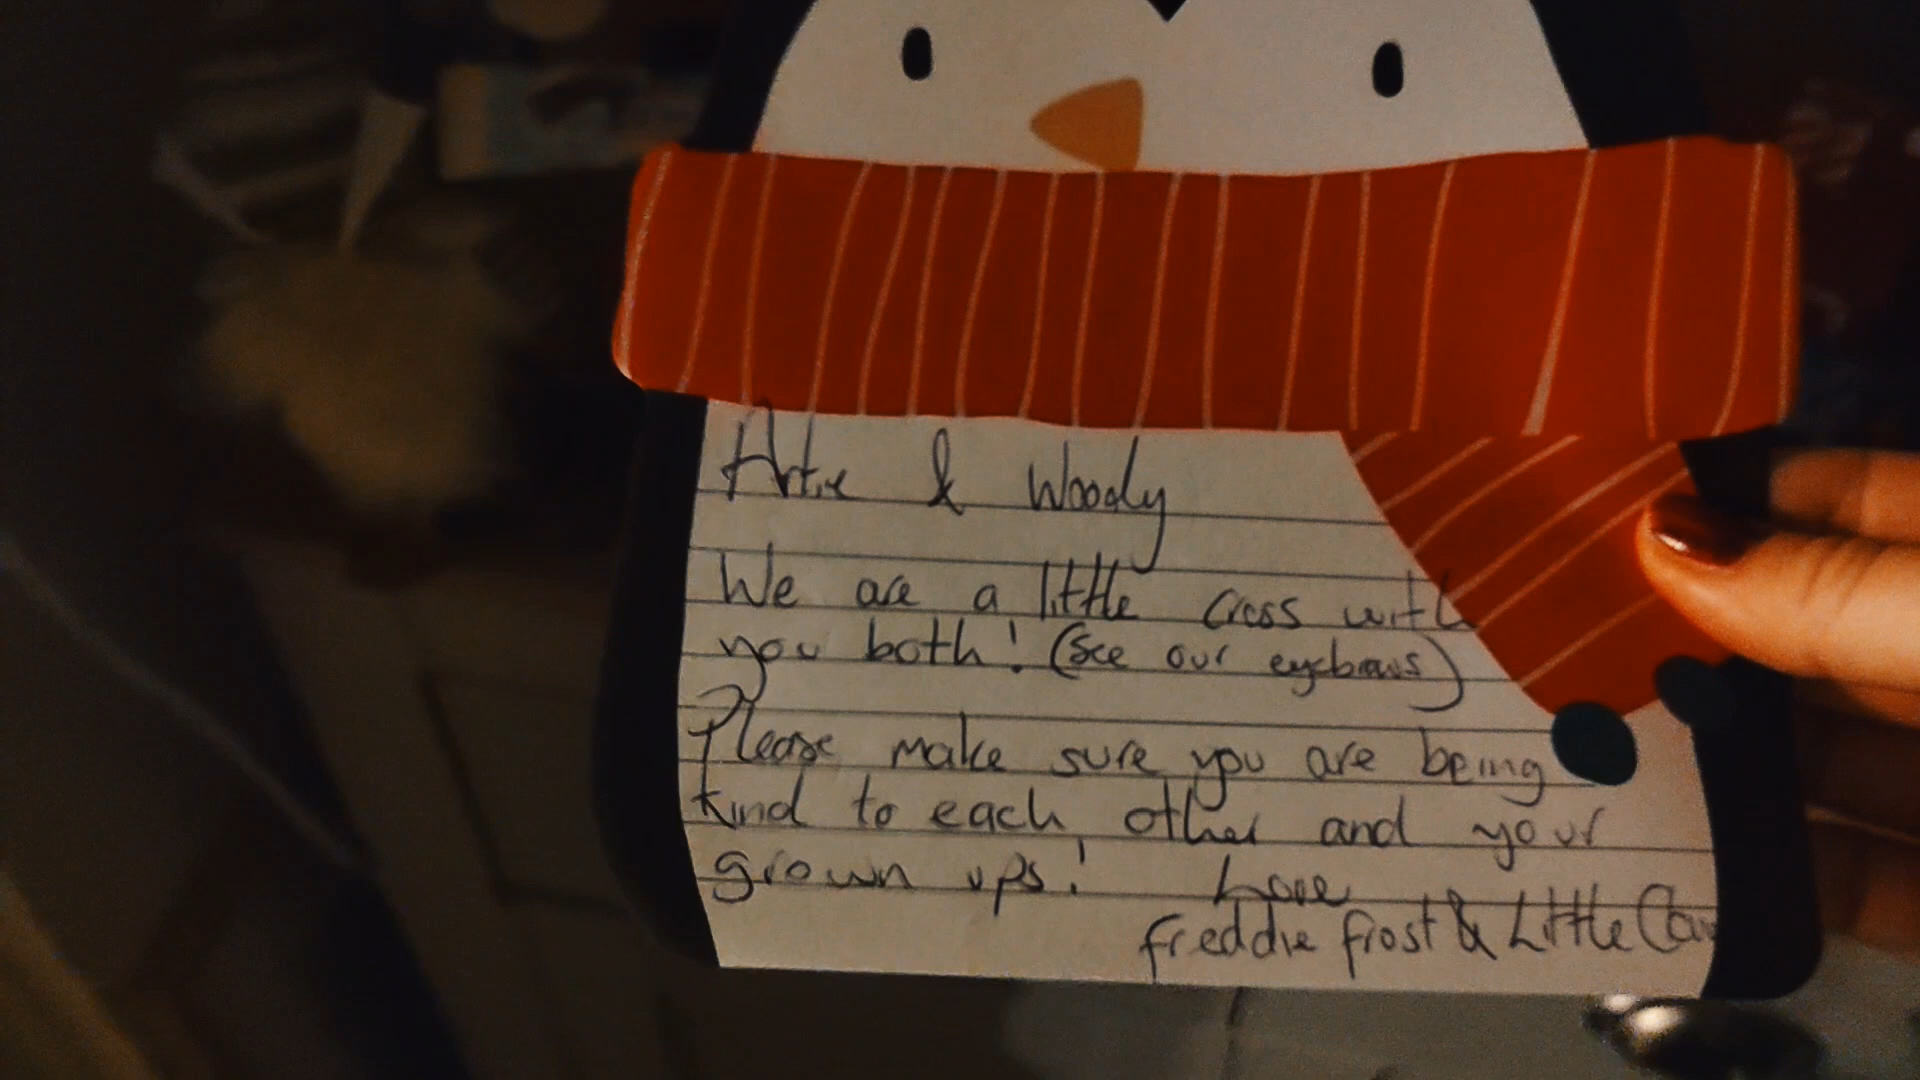 Artie & Woody
We are a little cross with
you both! (see our eyebrows)
Please make sure you are being
kind to each other and your
grown ups! Love
freddie frost & Little